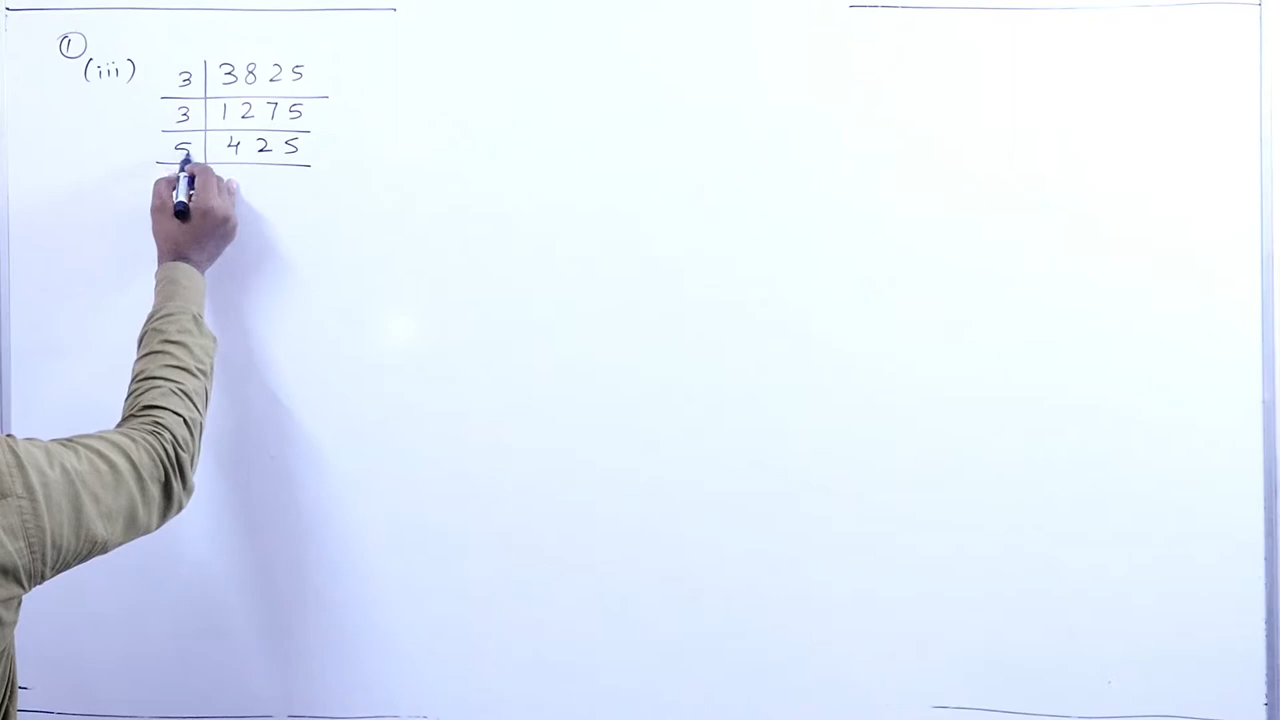 ①
(iii) 3 | 3825
3 | 1275
5 | 425